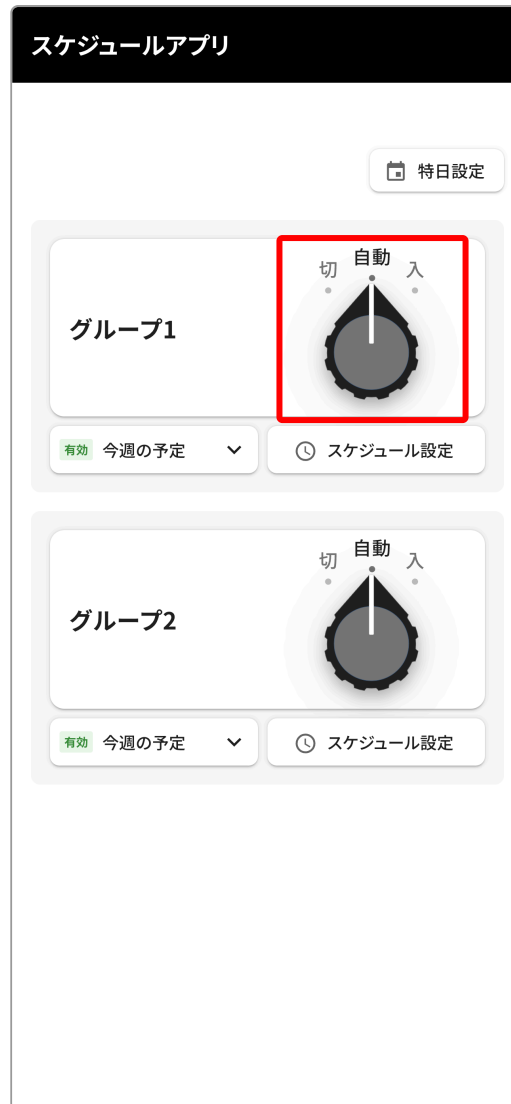 スケジュールアプリ
特日設定
グループ1
切 自動 入
有効 今週の予定
スケジュール設定
グループ2
切 自動 入
有効 今週の予定
スケジュール設定